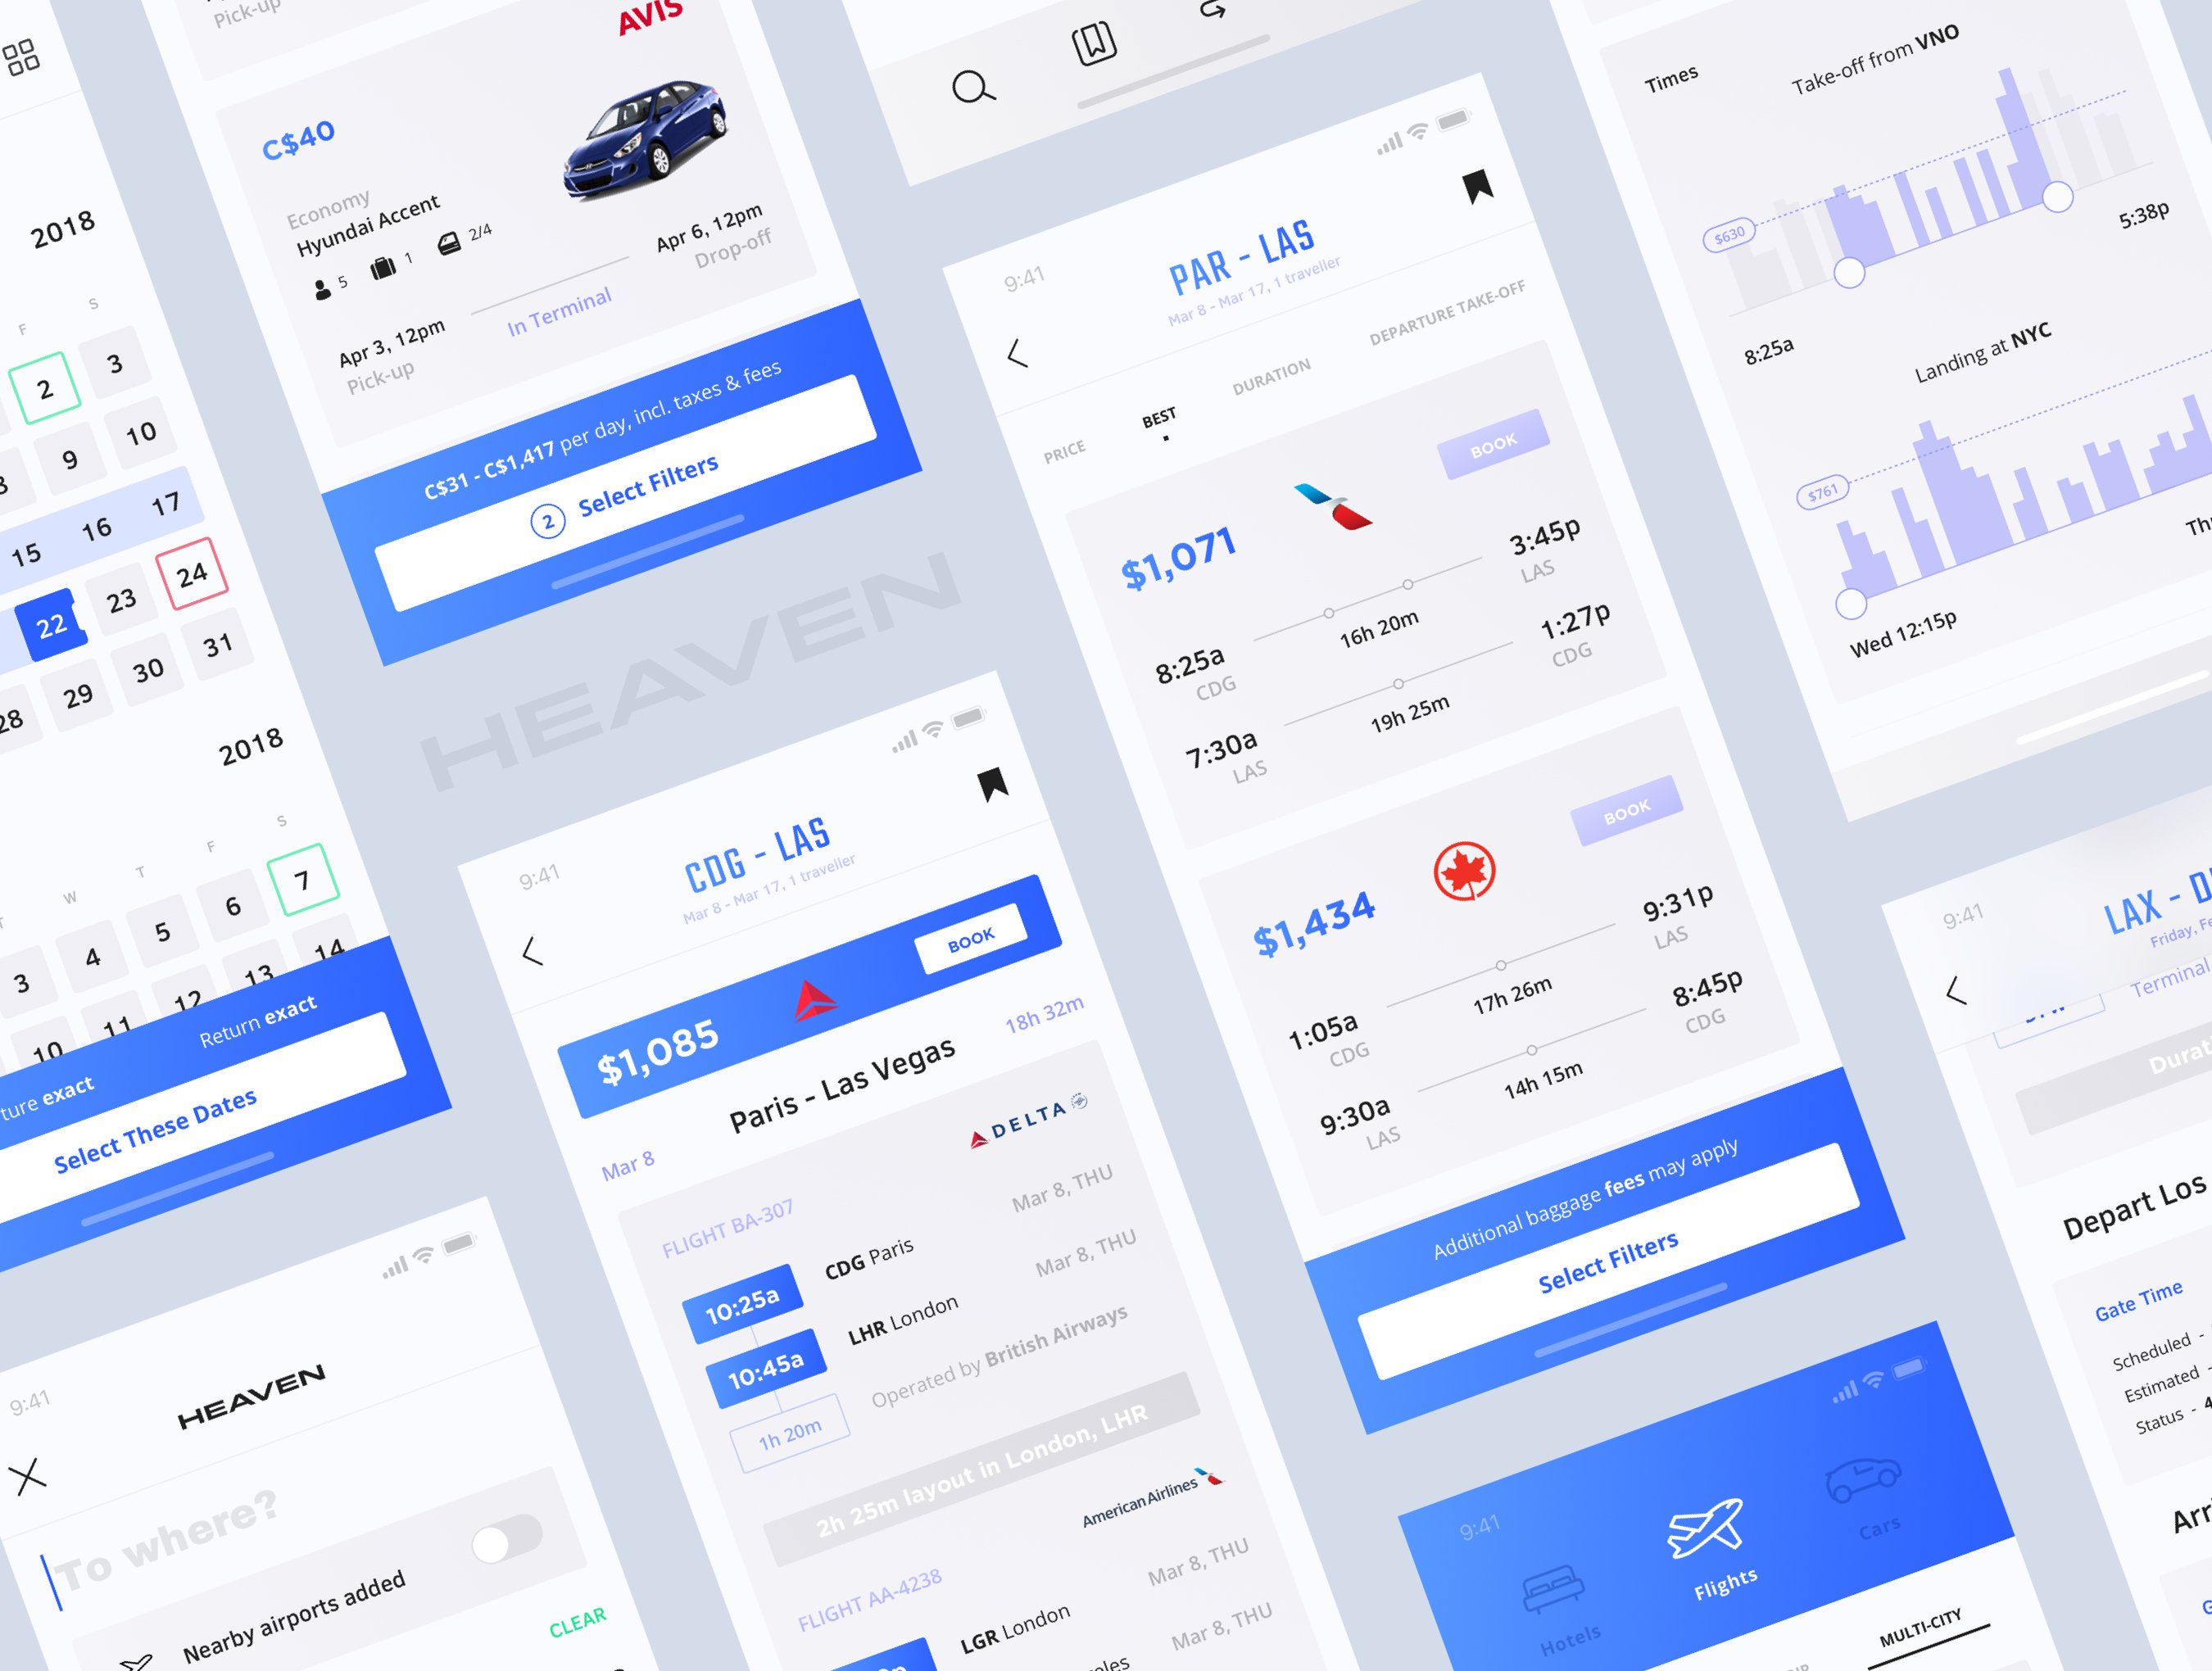 2018
F S
2 3
9 10
15 16 17
22 23 24
28 29 30 31
2018
W T F S
3 4 5 6 7
10 11 12 13 14
Return exact
exact
Select These Dates
Pick-up
AVIS
C$40
Economy
Hyundai Accent
5 1 2/4
Apr 3, 12pm
Pick-up
In Terminal
Apr 6, 12pm
Drop-off
C$31 - C$1,417 per day, incl. taxes & fees
2 Select Filters
HEAVEN
9:41
HEAVEN
To where?
Nearby airports added
CLEAR
9:41
CDG - LAS
Mar 8 - Mar 17, 1 traveller
$1,085
BOOK
Mar 8
Paris - Las Vegas
18h 32m
DELTA
FLIGHT BA-307
Mar 8, THU
10:25a
CDG Paris
Mar 8, THU
10:45a
LHR London
1h 20m
Operated by British Airways
2h 25m layout in London, LHR
American Airlines
FLIGHT AA-4238
Mar 8, THU
LGR London
Mar 8, THU
9:41
PAR - LAS
Mar 8 - Mar 17, 1 traveller
PRICE
BEST
DURATION
DEPARTURE TAKE-OFF
$1,071
BOOK
8:25a
CDG
16h 20m
3:45p
LAS
7:30a
LAS
19h 25m
1:27p
CDG
$1,434
BOOK
1:05a
CDG
17h 26m
9:31p
LAS
9:30a
LAS
14h 15m
8:45p
CDG
Additional baggage fees may apply
Select Filters
9:41
Hotels
Flights
Cars
MULTI-CITY
Times
Take-off from VNO
$630
8:25a
5:38p
Landing at NYC
$761
Wed 12:15p
9:41
LAX - D
Friday, Fe
Terminal
Depart Los
Gate Time
Scheduled -
Estimated -
Status - 4